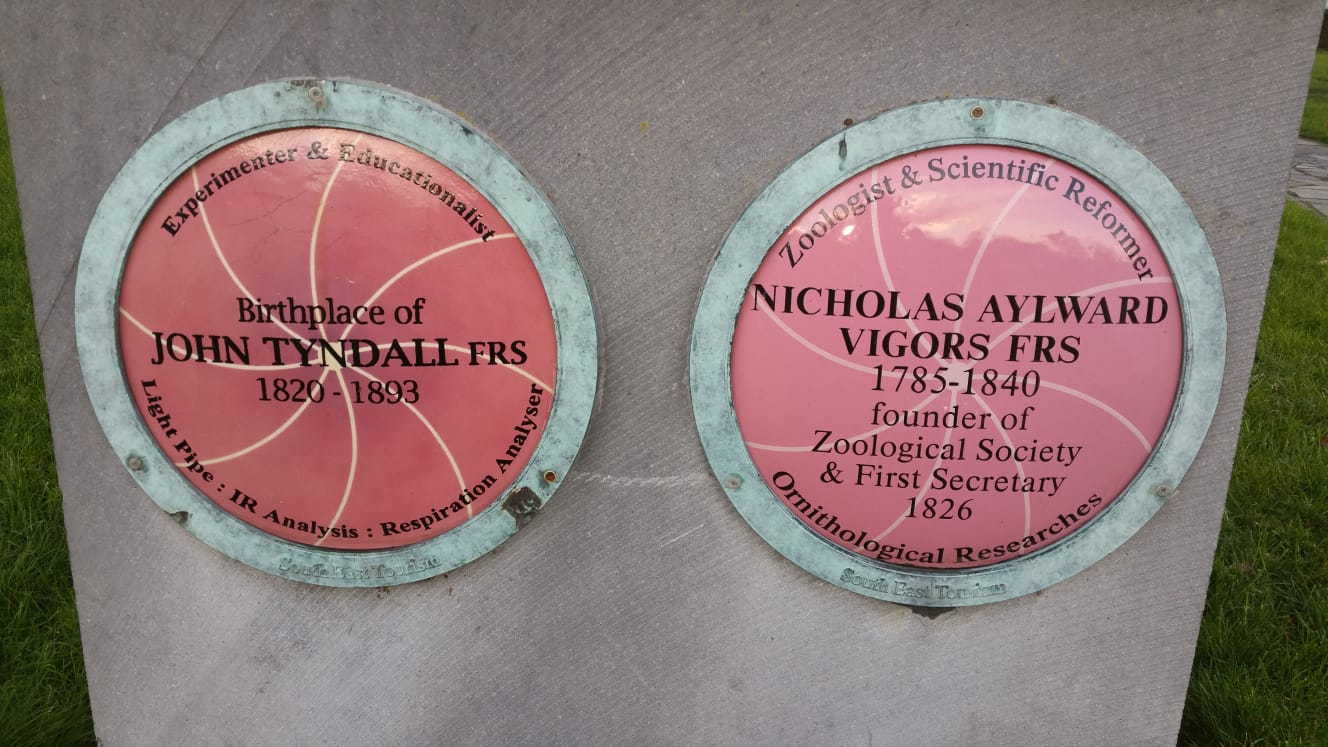 Experimenter & Educationalist
Birthplace of
JOHN TYNDALL FRS
1820 - 1893
Light Pipe : IR Analysis : Respiration Analyser
South East Tourism
Zoologist & Scientific Reformer
NICHOLAS AYLWARD
VIGORS FRS
1785-1840
founder of
Zoological Society
& First Secretary
1826
Ornithological Researches
South East Tourism